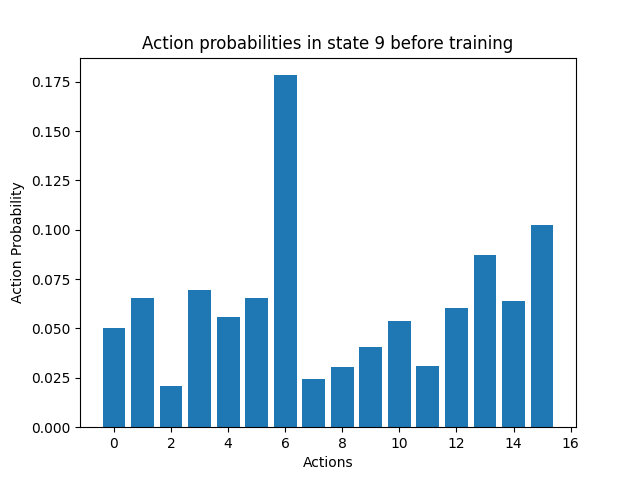 Action probabilities in state 9 before training
0.175
0.150
0.125
0.100
0.075
0.050
0.025
0.000
Action Probability
0 2 4 6 8 10 12 14 16
Actions